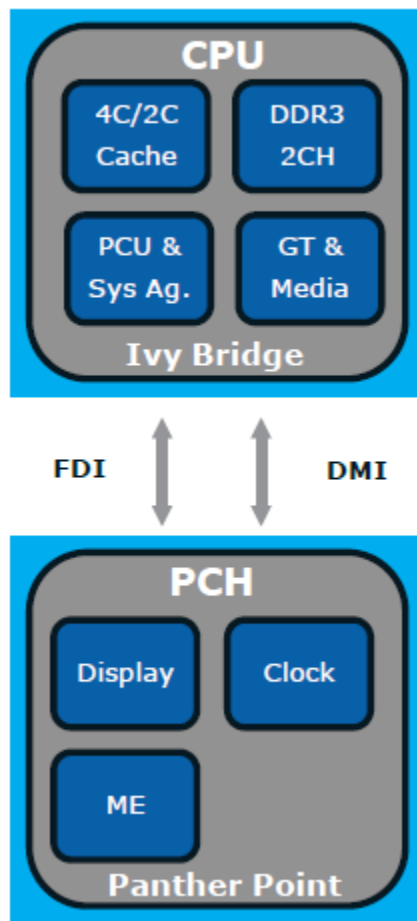 CPU
4C/2C
Cache
DDR3
2CH
PCU &
Sys Ag.
GT &
Media
Ivy Bridge
FDI
DMI
PCH
Display
Clock
ME
Panther Point